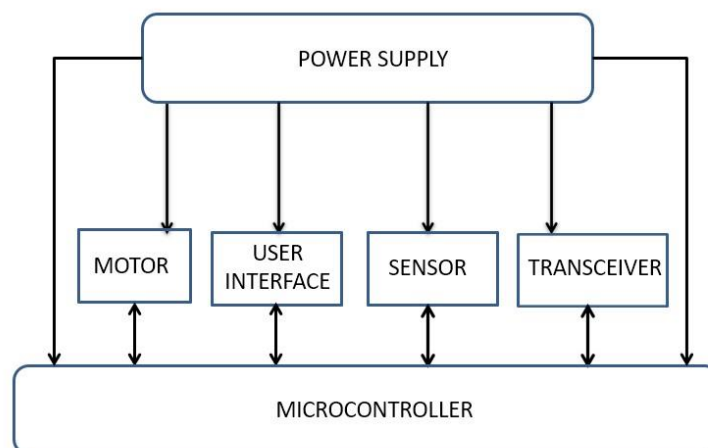 POWER SUPPLY
MOTOR
USER
INTERFACE
SENSOR
TRANSCEIVER
MICROCONTROLLER